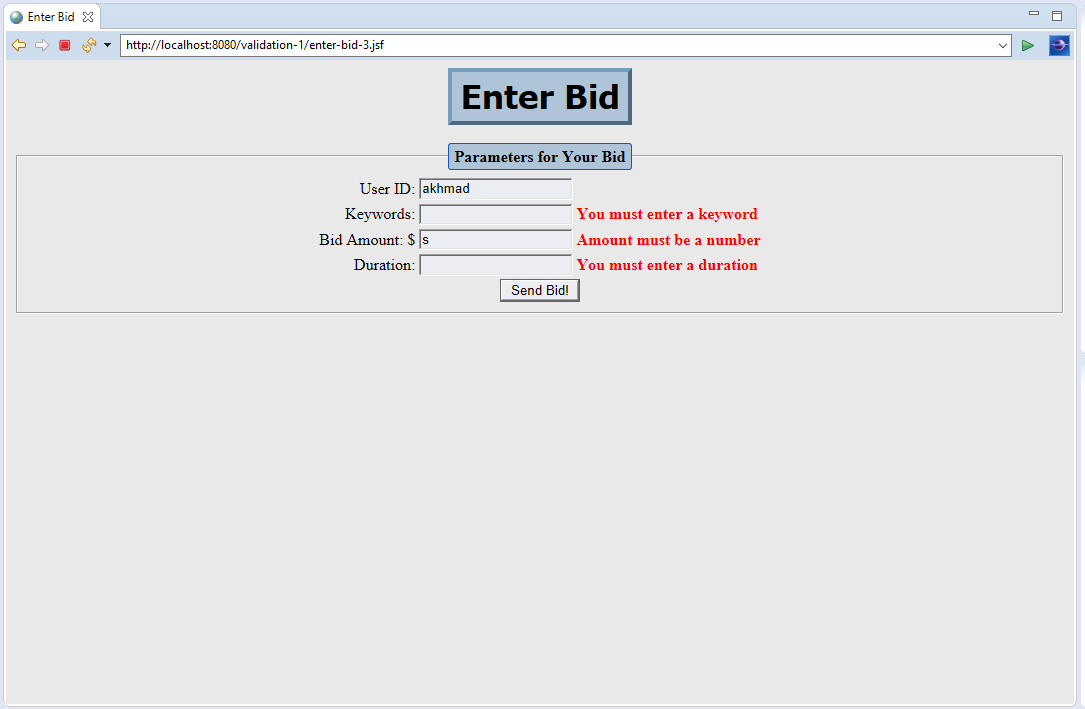 Enter Bid
http://localhost:8080/validation-1/enter-bid-3.jsf
Enter Bid
Parameters for Your Bid
User ID: akhmad
Keywords: You must enter a keyword
Bid Amount: $ s Amount must be a number
Duration: You must enter a duration
Send Bid!